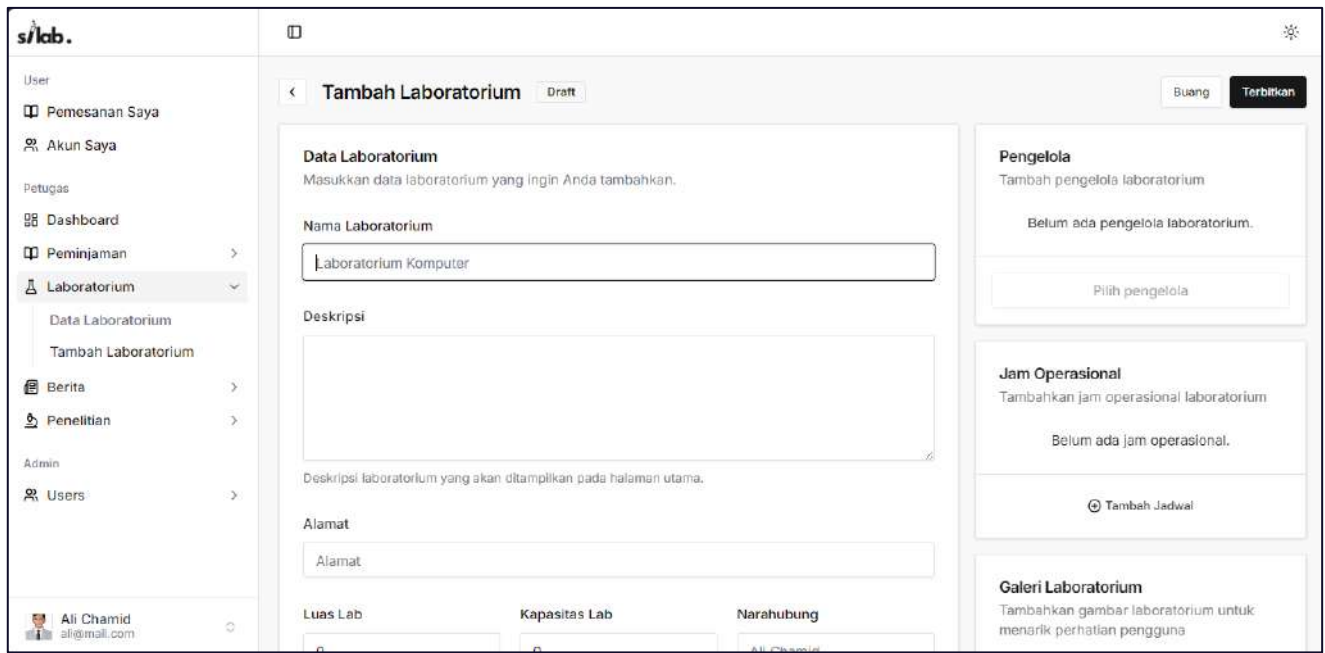 silab.
User
Pemesanan Saya
Akun Saya
Petugas
Dashboard
Peminjaman
Laboratorium
Data Laboratorium
Tambah Laboratorium
Berita
Penelitian
Admin
Users
Ali Chamid
ali@mail.com
Tambah Laboratorium Draft
Buang Terbitkan
Data Laboratorium
Masukkan data laboratorium yang ingin Anda tambahkan.
Nama Laboratorium
Laboratorium Komputer
Deskripsi
Deskripsi laboratorium yang akan ditampilkan pada halaman utama.
Alamat
Alamat
Luas Lab Kapasitas Lab Narahubung
0 0 Ali Chamid
Pengelola
Tambah pengelola laboratorium
Belum ada pengelola laboratorium.
Pilih pengelola
Jam Operasional
Tambahkan jam operasional laboratorium
Belum ada jam operasional.
Tambah Jadwal
Galeri Laboratorium
Tambahkan gambar laboratorium untuk
menarik perhatian pengguna